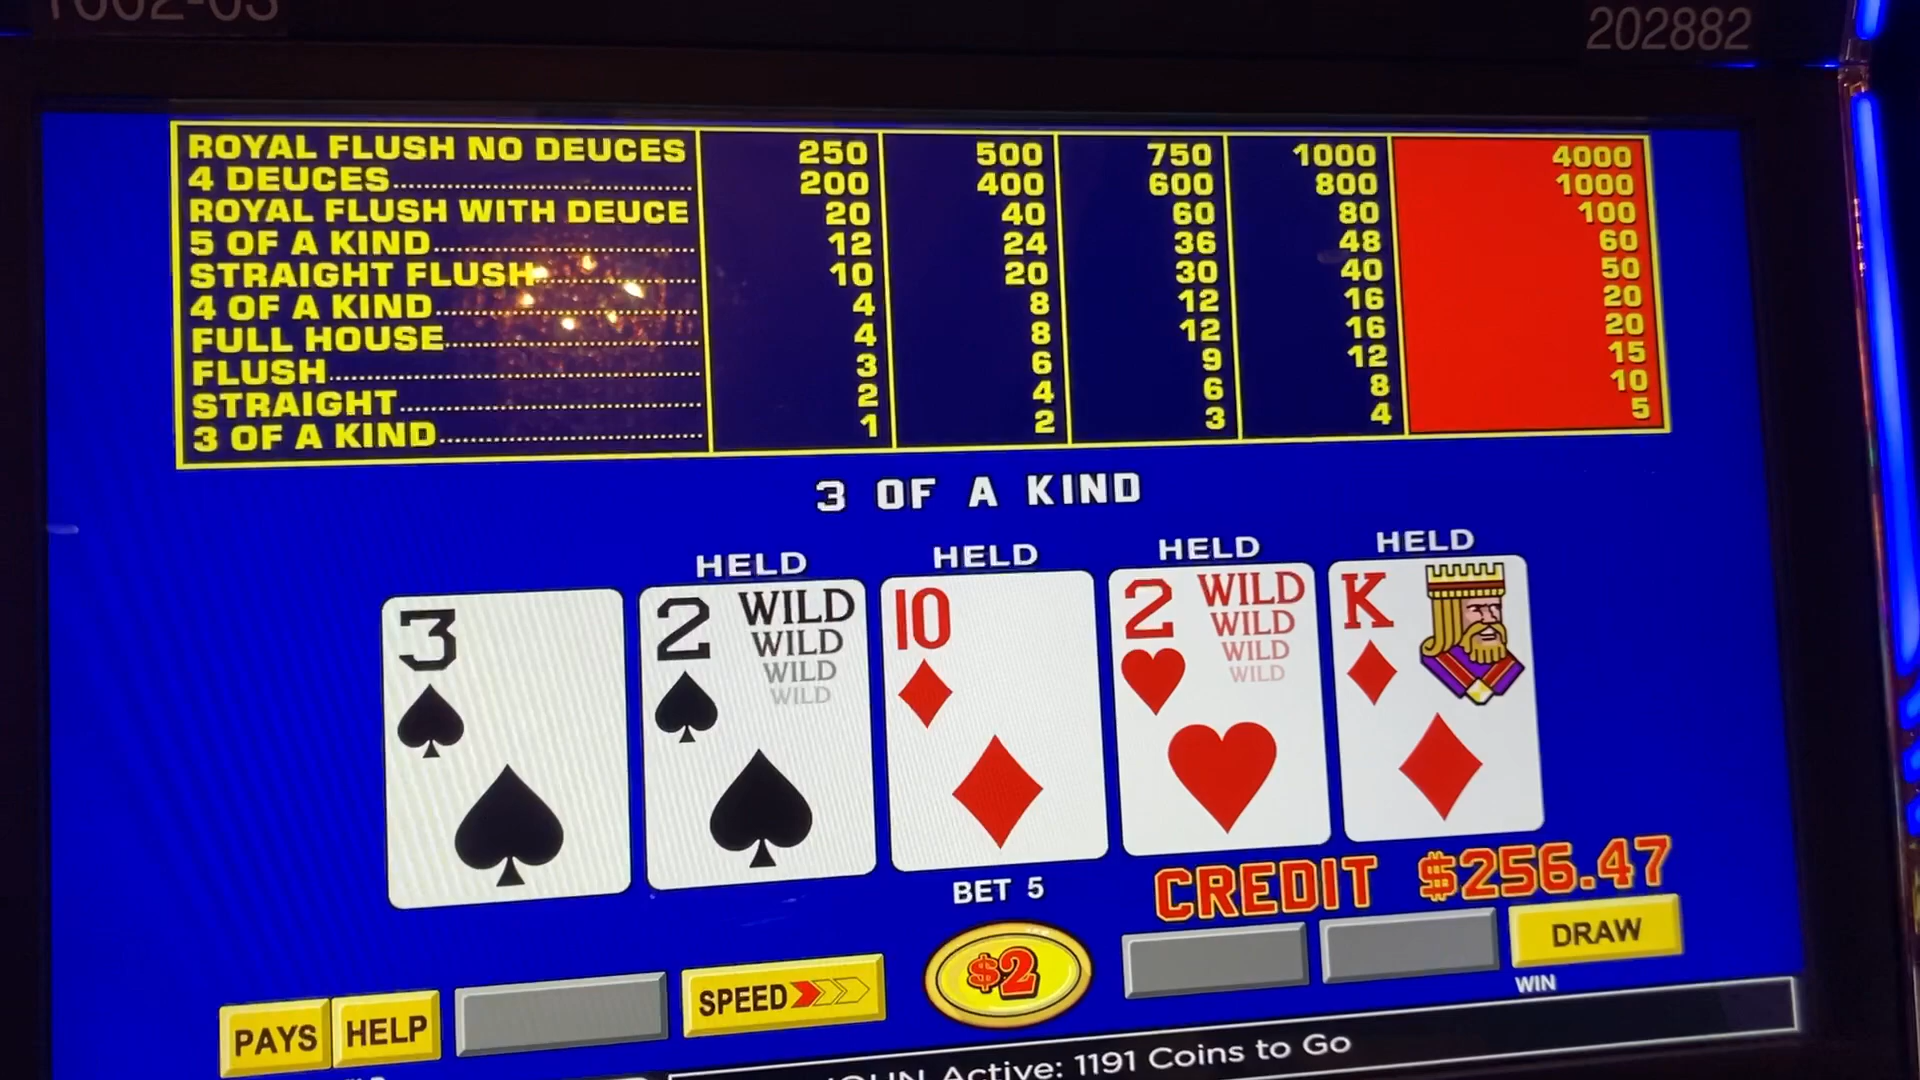 202882
ROYAL FLUSH NO DEUCES 250 500 750 1000 4000
4 DEUCES 200 400 600 800 1000
ROYAL FLUSH WITH DEUCE 20 40 60 80 100
5 OF A KIND 12 24 36 48 60
STRAIGHT FLUSH 10 20 30 40 50
4 OF A KIND 4 8 12 16 20
FULL HOUSE 4 8 12 16 20
FLUSH 3 6 9 12 15
STRAIGHT 2 4 6 8 10
3 OF A KIND 1 2 3 4 5
3 OF A KIND
HELD HELD HELD HELD
3 2 10 2 K
WILD WILD
WILD WILD
WILD WILD
WILD WILD
BET 5
CREDIT $256.47
PAYS HELP SPEED $2 DRAW
WIN
Active: 1191 Coins to Go